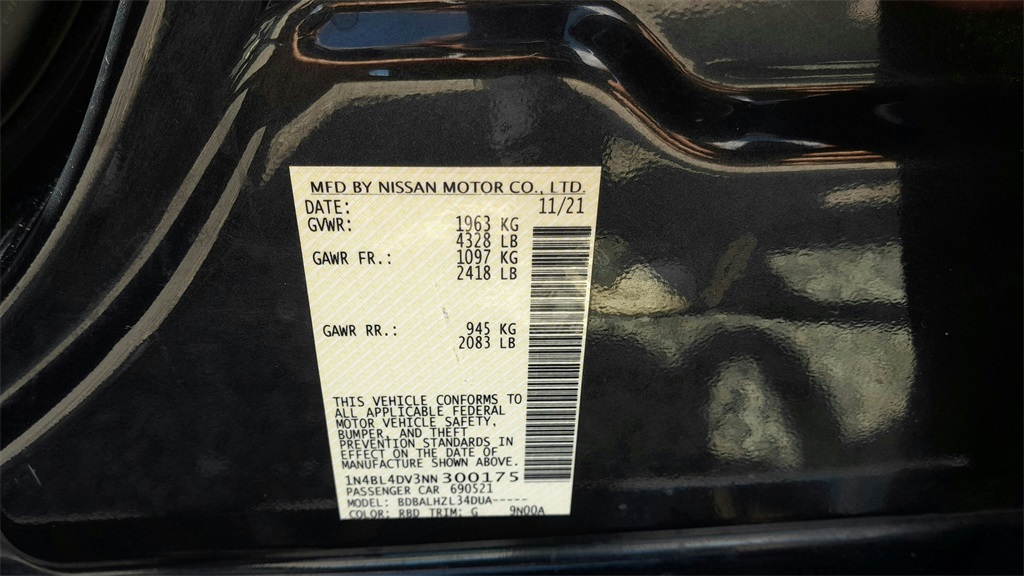 MFD BY NISSAN MOTOR CO., LTD.
DATE: 11/21
GVWR: 1963 KG
4328 LB
GAWR FR.: 1097 KG
2418 LB
GAWR RR.: 945 KG
2083 LB
THIS VEHICLE CONFORMS TO
ALL APPLICABLE FEDERAL
MOTOR VEHICLE SAFETY,
BUMPER, AND THEFT
PREVENTION STANDARDS IN
EFFECT ON THE DATE OF
MANUFACTURE SHOWN ABOVE.
1N4BL4DV3NN300175
PASSENGER CAR 690521
MODEL: BDBALHZL34DUA-----
COLOR: RBD TRIM: G 9N00A